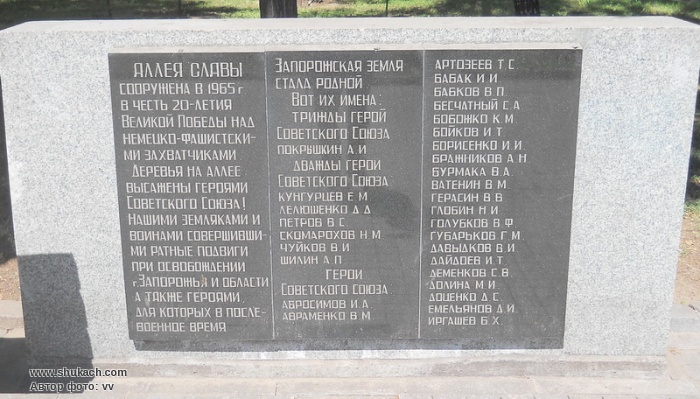 АЛЛЕЯ СЛАВЫ
СООРУЖЕНА В 1965 г
В ЧЕСТЬ 20-ЛЕТИЯ
ВЕЛИКОЙ ПОБЕДЫ НАД
НЕМЕЦКО-ФАШИСТСКИ-
МИ ЗАХВАТЧИКАМИ.
ДЕРЕВЬЯ НА АЛЛЕЕ
ВЫСАЖЕНЫ ГЕРОЯМИ
СОВЕТСКОГО СОЮЗА!
НАШИМИ ЗЕМЛЯКАМИ И
ВОИНАМИ СОВЕРШИВШИ-
МИ РАТНЫЕ ПОДВИГИ
ПРИ ОСВОБОЖДЕНИИ
г. ЗАПОРОЖЬЯ И ОБЛАСТИ
А ТАКЖЕ ГЕРОЯМИ,
ДЛЯ КОТОРЫХ В ПОСЛЕ-
ВОЕННОЕ ВРЕМЯ
ЗАПОРОЖСКАЯ ЗЕМЛЯ
СТАЛА РОДНОЙ
ВОТ ИХ ИМЕНА:
ТРИЖДЫ ГЕРОЙ
СОВЕТСКОГО СОЮЗА
ПОКРЫШКИН А.И
ДВАЖДЫ ГЕРОИ
СОВЕТСКОГО СОЮЗА:
КУНГУРЦЕВ Е.М
ЛЕЛЮШЕНКО Д.Д
ПЕТРОВ В.С
СКОМАРОХОВ Н.М
ЧУЙКОВ В.И
ШИЛИН А.П
ГЕРОИ
СОВЕТСКОГО СОЮЗА:
АБРОСИМОВ И.А
АВРАМЕНКО В.М
АРТОЗЕЕВ Т.С
БАБАК И.И
БАБКОВ В.П.
БЕСЧАТНЫЙ С.А
БОБОЖКО К.М
БОЙКОВ И.Т
БОРИСЕНКО И.И
БРАЖНИКОВ А.Н
БУРМАКА В.А.
ВАТЕНИН В.М
ГЕРАСИН В.В
ГЛОБИН Н.И
ГОЛУБКОВ В.Ф
ГУБАРЬКОВ Г.М
ДАВЫДКОВ В.И
ДАЙДОЕВ И.Т
ДЕМЕНКОВ С.В.
ДОЛИНА М.И.
ДОЦЕНКО Д.С.
ЕМЕЛЬЯНОВ Д.И
ИРГАШЕВ Б.Х.
www.shukach.com
Автор фото: vv